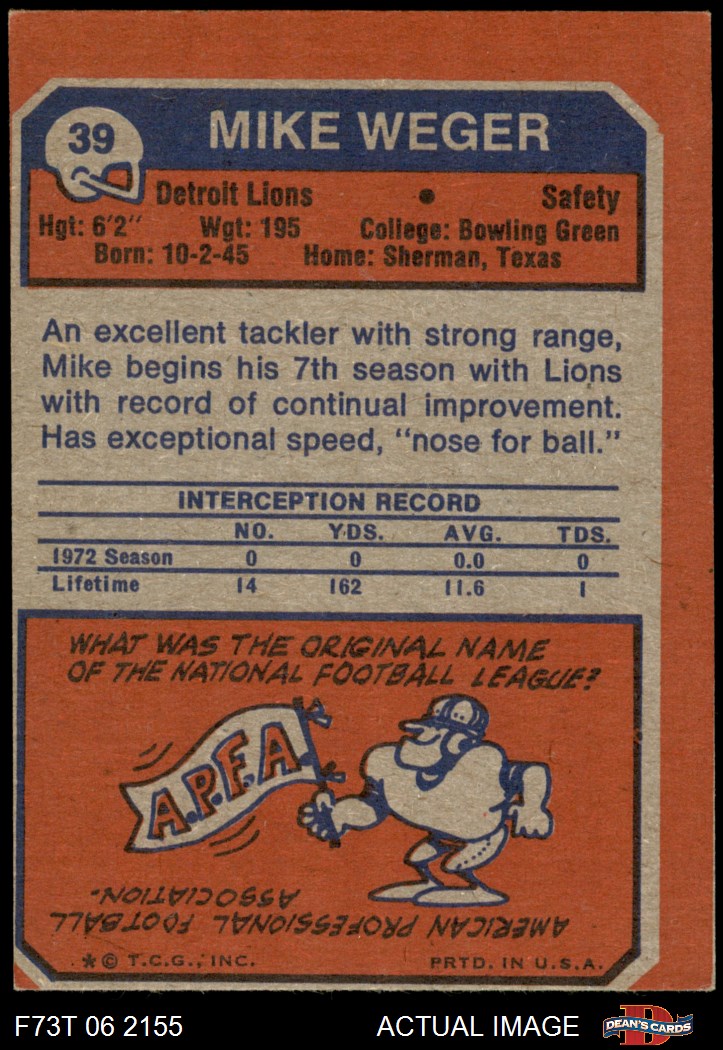 39
MIKE WEGER
Detroit Lions • Safety
Hgt: 6'2" Wgt: 195 College: Bowling Green
Born: 10-2-45 Home: Sherman, Texas
An excellent tackler with strong range,
Mike begins his 7th season with Lions
with record of continual improvement.
Has exceptional speed, "nose for ball."
INTERCEPTION RECORD
NO. YDS. AVG. TDS.
1972 Season 0 0 0.0 0
Lifetime 14 162 11.6 1
WHAT WAS THE ORIGINAL NAME
OF THE NATIONAL FOOTBALL LEAGUE?
A.P.F.A.
AMERICAN PROFESSIONAL FOOTBALL
ASSOCIATION.
* © T.C.G., INC. PRTD. IN U.S.A.
F73T 06 2155 ACTUAL IMAGE D DEAN'S CARDS